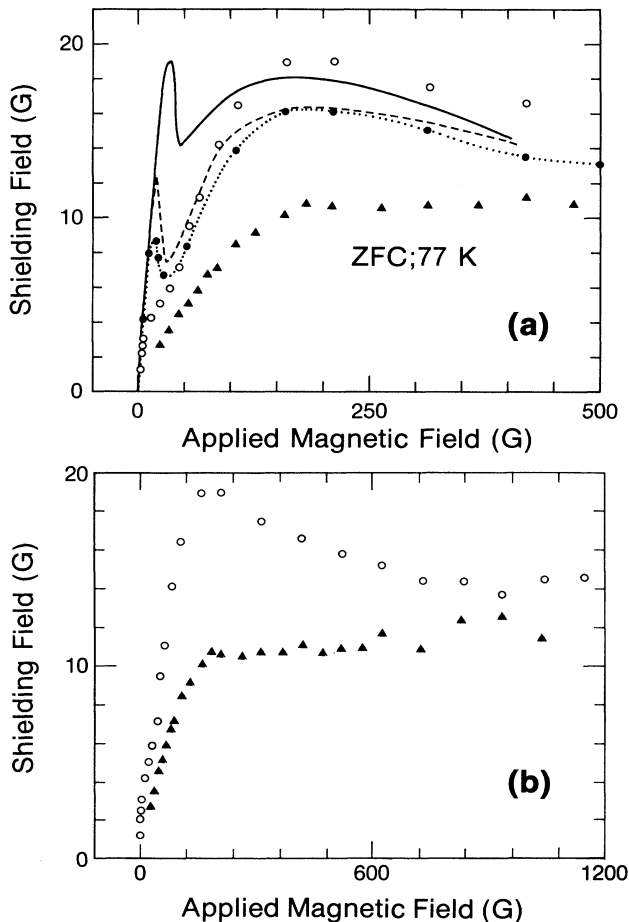 20
10
0
Shielding Field (G)
ZFC;77 K
(a)
0
250
500
Applied Magnetic Field (G)
20
10
0
Shielding Field (G)
(b)
0
600
1200
Applied Magnetic Field (G)